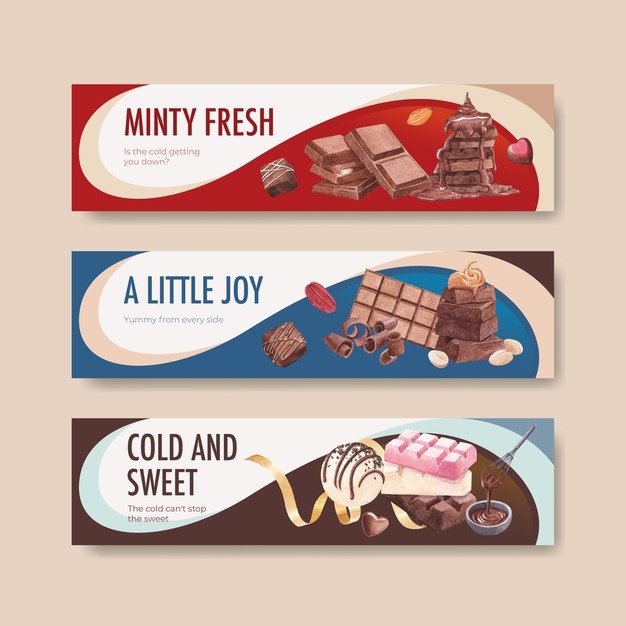 MINTY FRESH
Is the cold getting
you down?
A LITTLE JOY
Yummy from every side
COLD AND
SWEET
The cold can't stop
the sweet